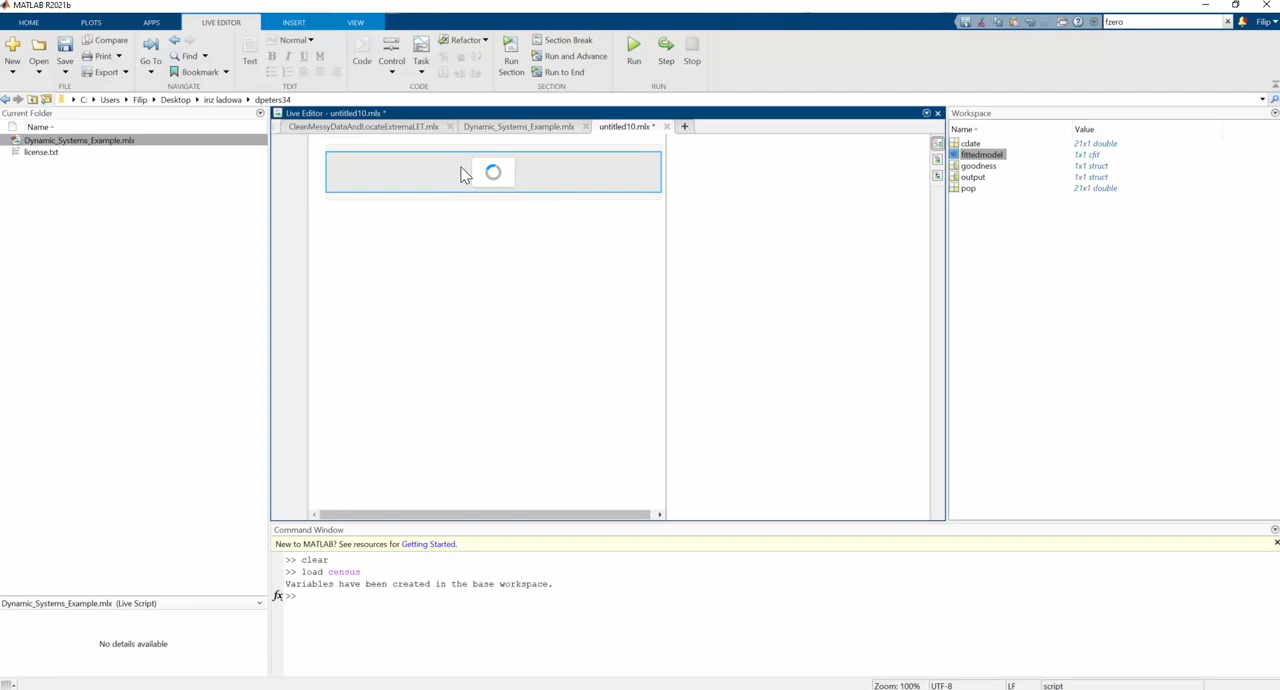 MATLAB R2021b
HOME PLOTS APPS LIVE EDITOR INSERT VIEW fzero Filip
New Open Save Compare Print Export Go To Find Bookmark Text Normal B I U M Code Control Task Refactor Run Section Section Break Run and Advance Run to End Run Step Stop
FILE NAVIGATE TEXT CODE SECTION RUN
C: Users Filip Desktop inz ladowa dpeters34
Current Folder
Name
Dynamic_Systems_Example.mlx
license.txt
Dynamic_Systems_Example.mlx (Live Script)
No details available
Live Editor - untitled10.mlx *
CleanMessyDataAndLocateExtremaLET.mlx Dynamic_Systems_Example.mlx untitled10.mlx * +
Command Window
New to MATLAB? See resources for Getting Started.
>> clear
>> load census
Variables have been created in the base workspace.
fx >>
Workspace
Name Value
cdate 21x1 double
fittedmodel 1x1 cfit
goodness 1x1 struct
output 1x1 struct
pop 21x1 double
Zoom: 100% UTF-8 LF script